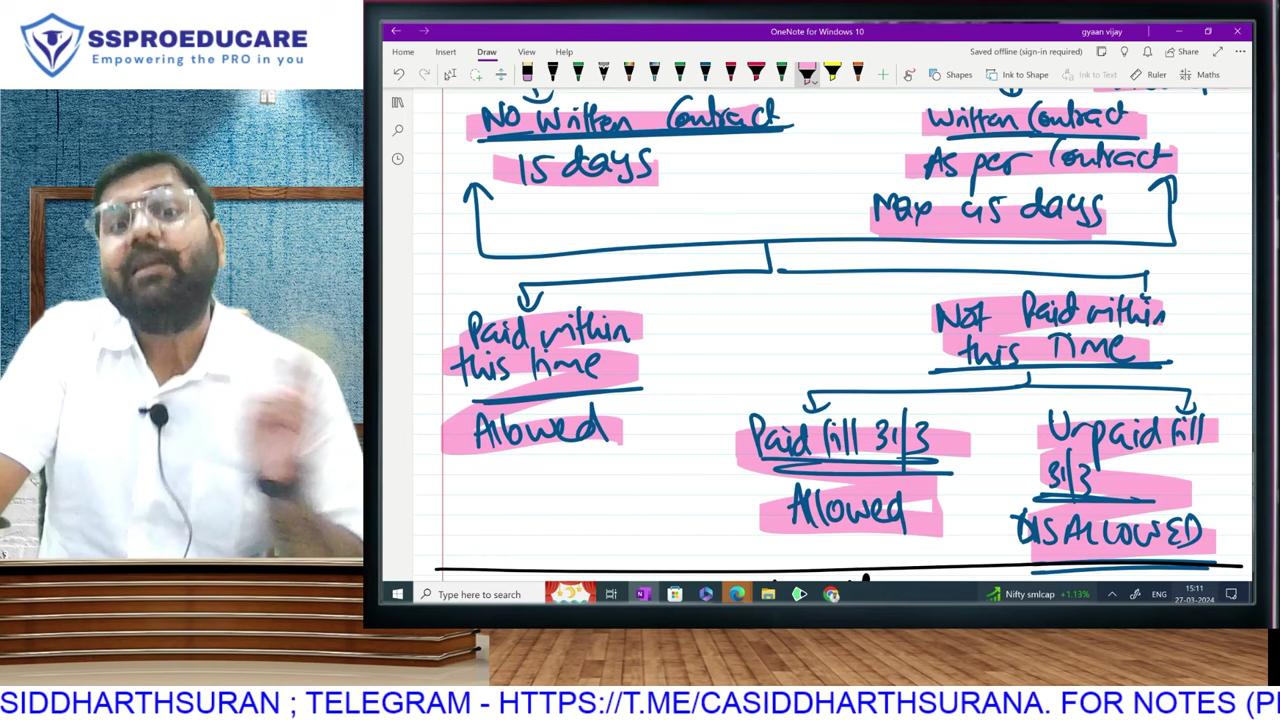 SSPROEDUCARE
Empowering the PRO in you
OneNote for Windows 10
gyaan vijay
Home Insert Draw View Help
Saved offline (sign-in required)
Share
Shapes
Ink to Shape
Ink to Text
Ruler
Maths
No Written Contract
15 days
Written Contract
As per Contract
Max 45 days
Paid within
this time
Allowed
Not Paid within
this Time
Paid till 31/3
Allowed
Unpaid till
31/3
DISALLOWED
Type here to search
Nifty smlcap +1.13%
ENG
15:11
27-03-2024
SIDDHARTHSURAN ; TELEGRAM - HTTPS://T.ME/CASIDDHARTHSURANA. FOR NOTES (P